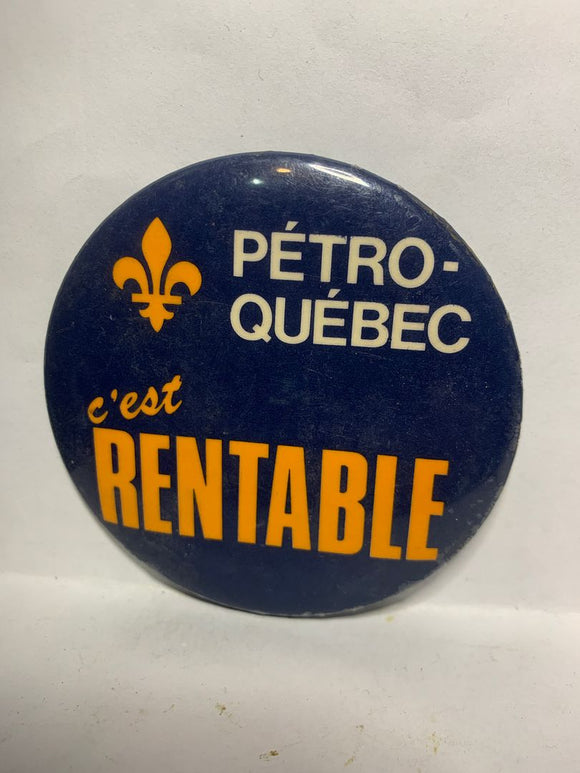 PÉTRO-
QUÉBEC
c'est
RENTABLE